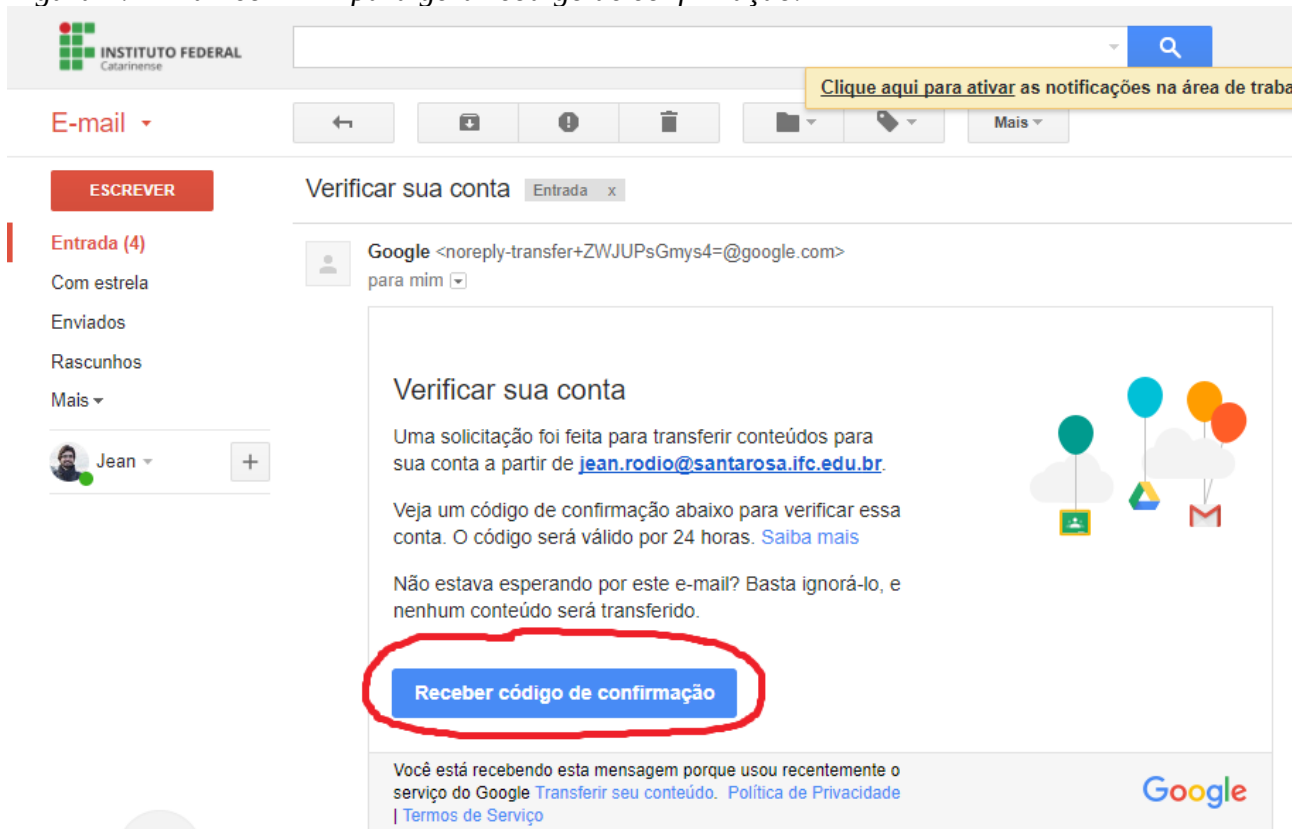 INSTITUTO FEDERAL
Catarinense
Clique aqui para ativar as notificações na área de traba
E-mail
Mais
ESCREVER
Verificar sua conta Entrada x
Entrada (4)
Com estrela
Enviados
Rascunhos
Mais
Jean
Google <noreply-transfer+ZWJUPsGmys4=@google.com>
para mim
Verificar sua conta
Uma solicitação foi feita para transferir conteúdos para
sua conta a partir de jean.rodio@santarosa.ifc.edu.br.
Veja um código de confirmação abaixo para verificar essa
conta. O código será válido por 24 horas. Saiba mais
Não estava esperando por este e-mail? Basta ignorá-lo, e
nenhum conteúdo será transferido.
Receber código de confirmação
Você está recebendo esta mensagem porque usou recentemente o
serviço do Google Transferir seu conteúdo. Política de Privacidade
| Termos de Serviço
Google